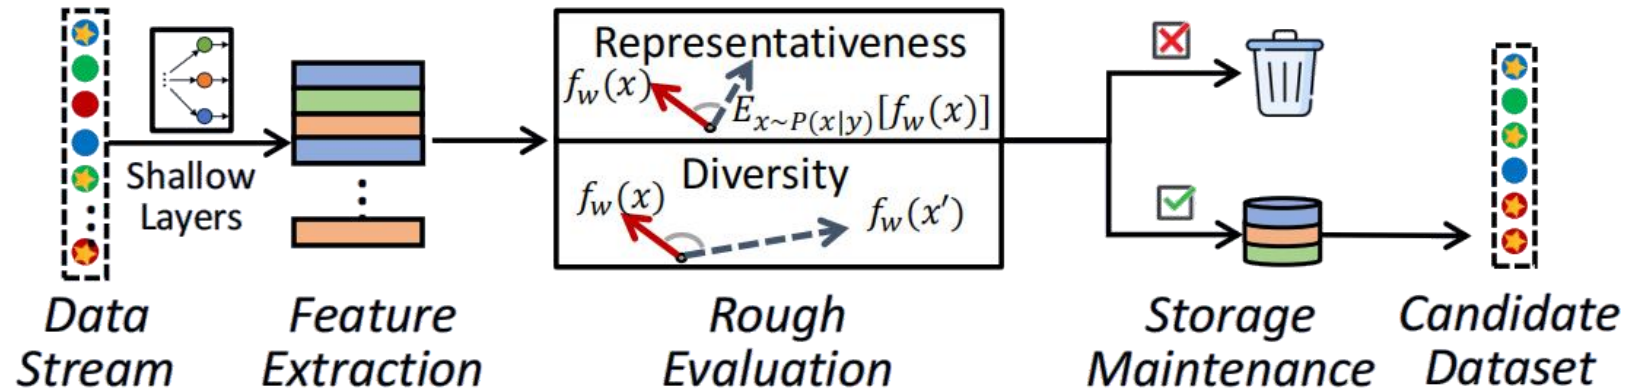 Shallow
Layers
Representativeness
f_w(x)
E_{x~P(x|y)}[f_w(x)]
Diversity
f_w(x)
f_w(x′)
Data
Stream
Feature
Extraction
Rough
Evaluation
Storage
Maintenance
Candidate
Dataset